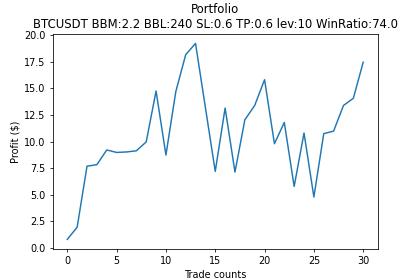 Portfolio
BTCUSDT BBM:2.2 BBL:240 SL:0.6 TP:0.6 lev:10 WinRatio:74.0
20.0
17.5
15.0
12.5
10.0
7.5
5.0
2.5
0.0
Profit ($)
0 5 10 15 20 25 30
Trade counts